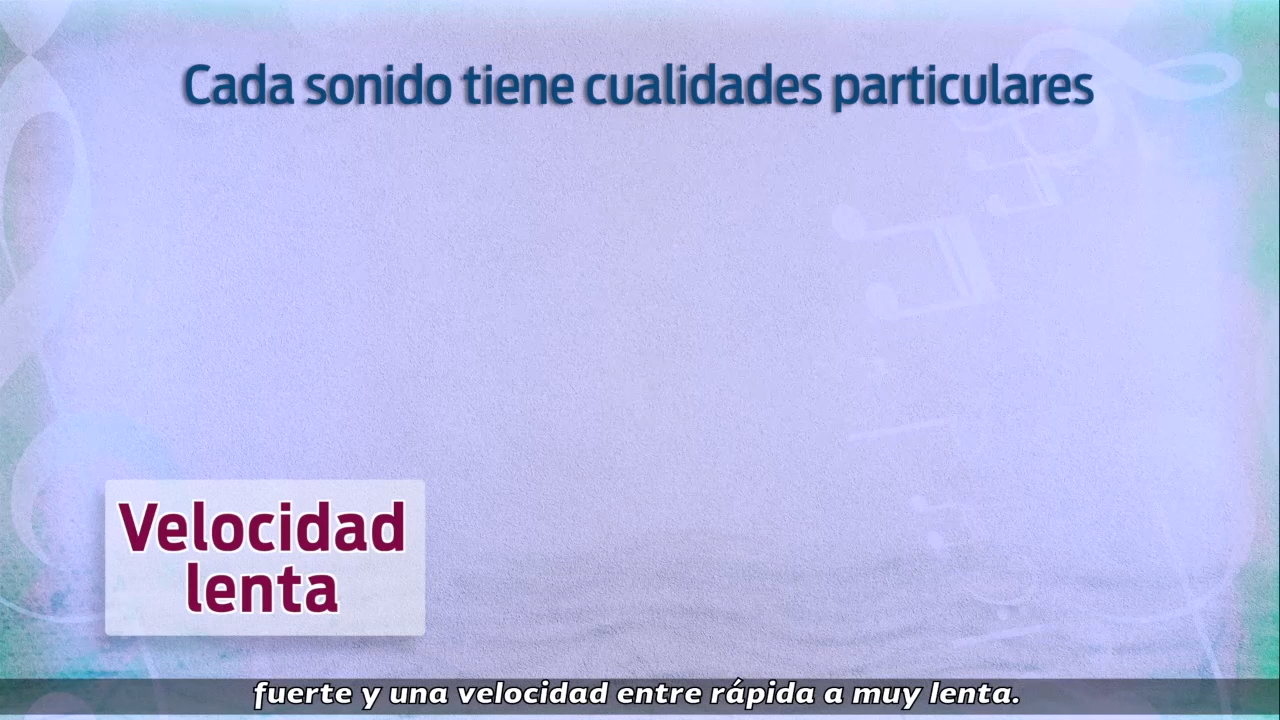 Cada sonido tiene cualidades particulares
Velocidad
lenta
fuerte y una velocidad entre rápida a muy lenta.